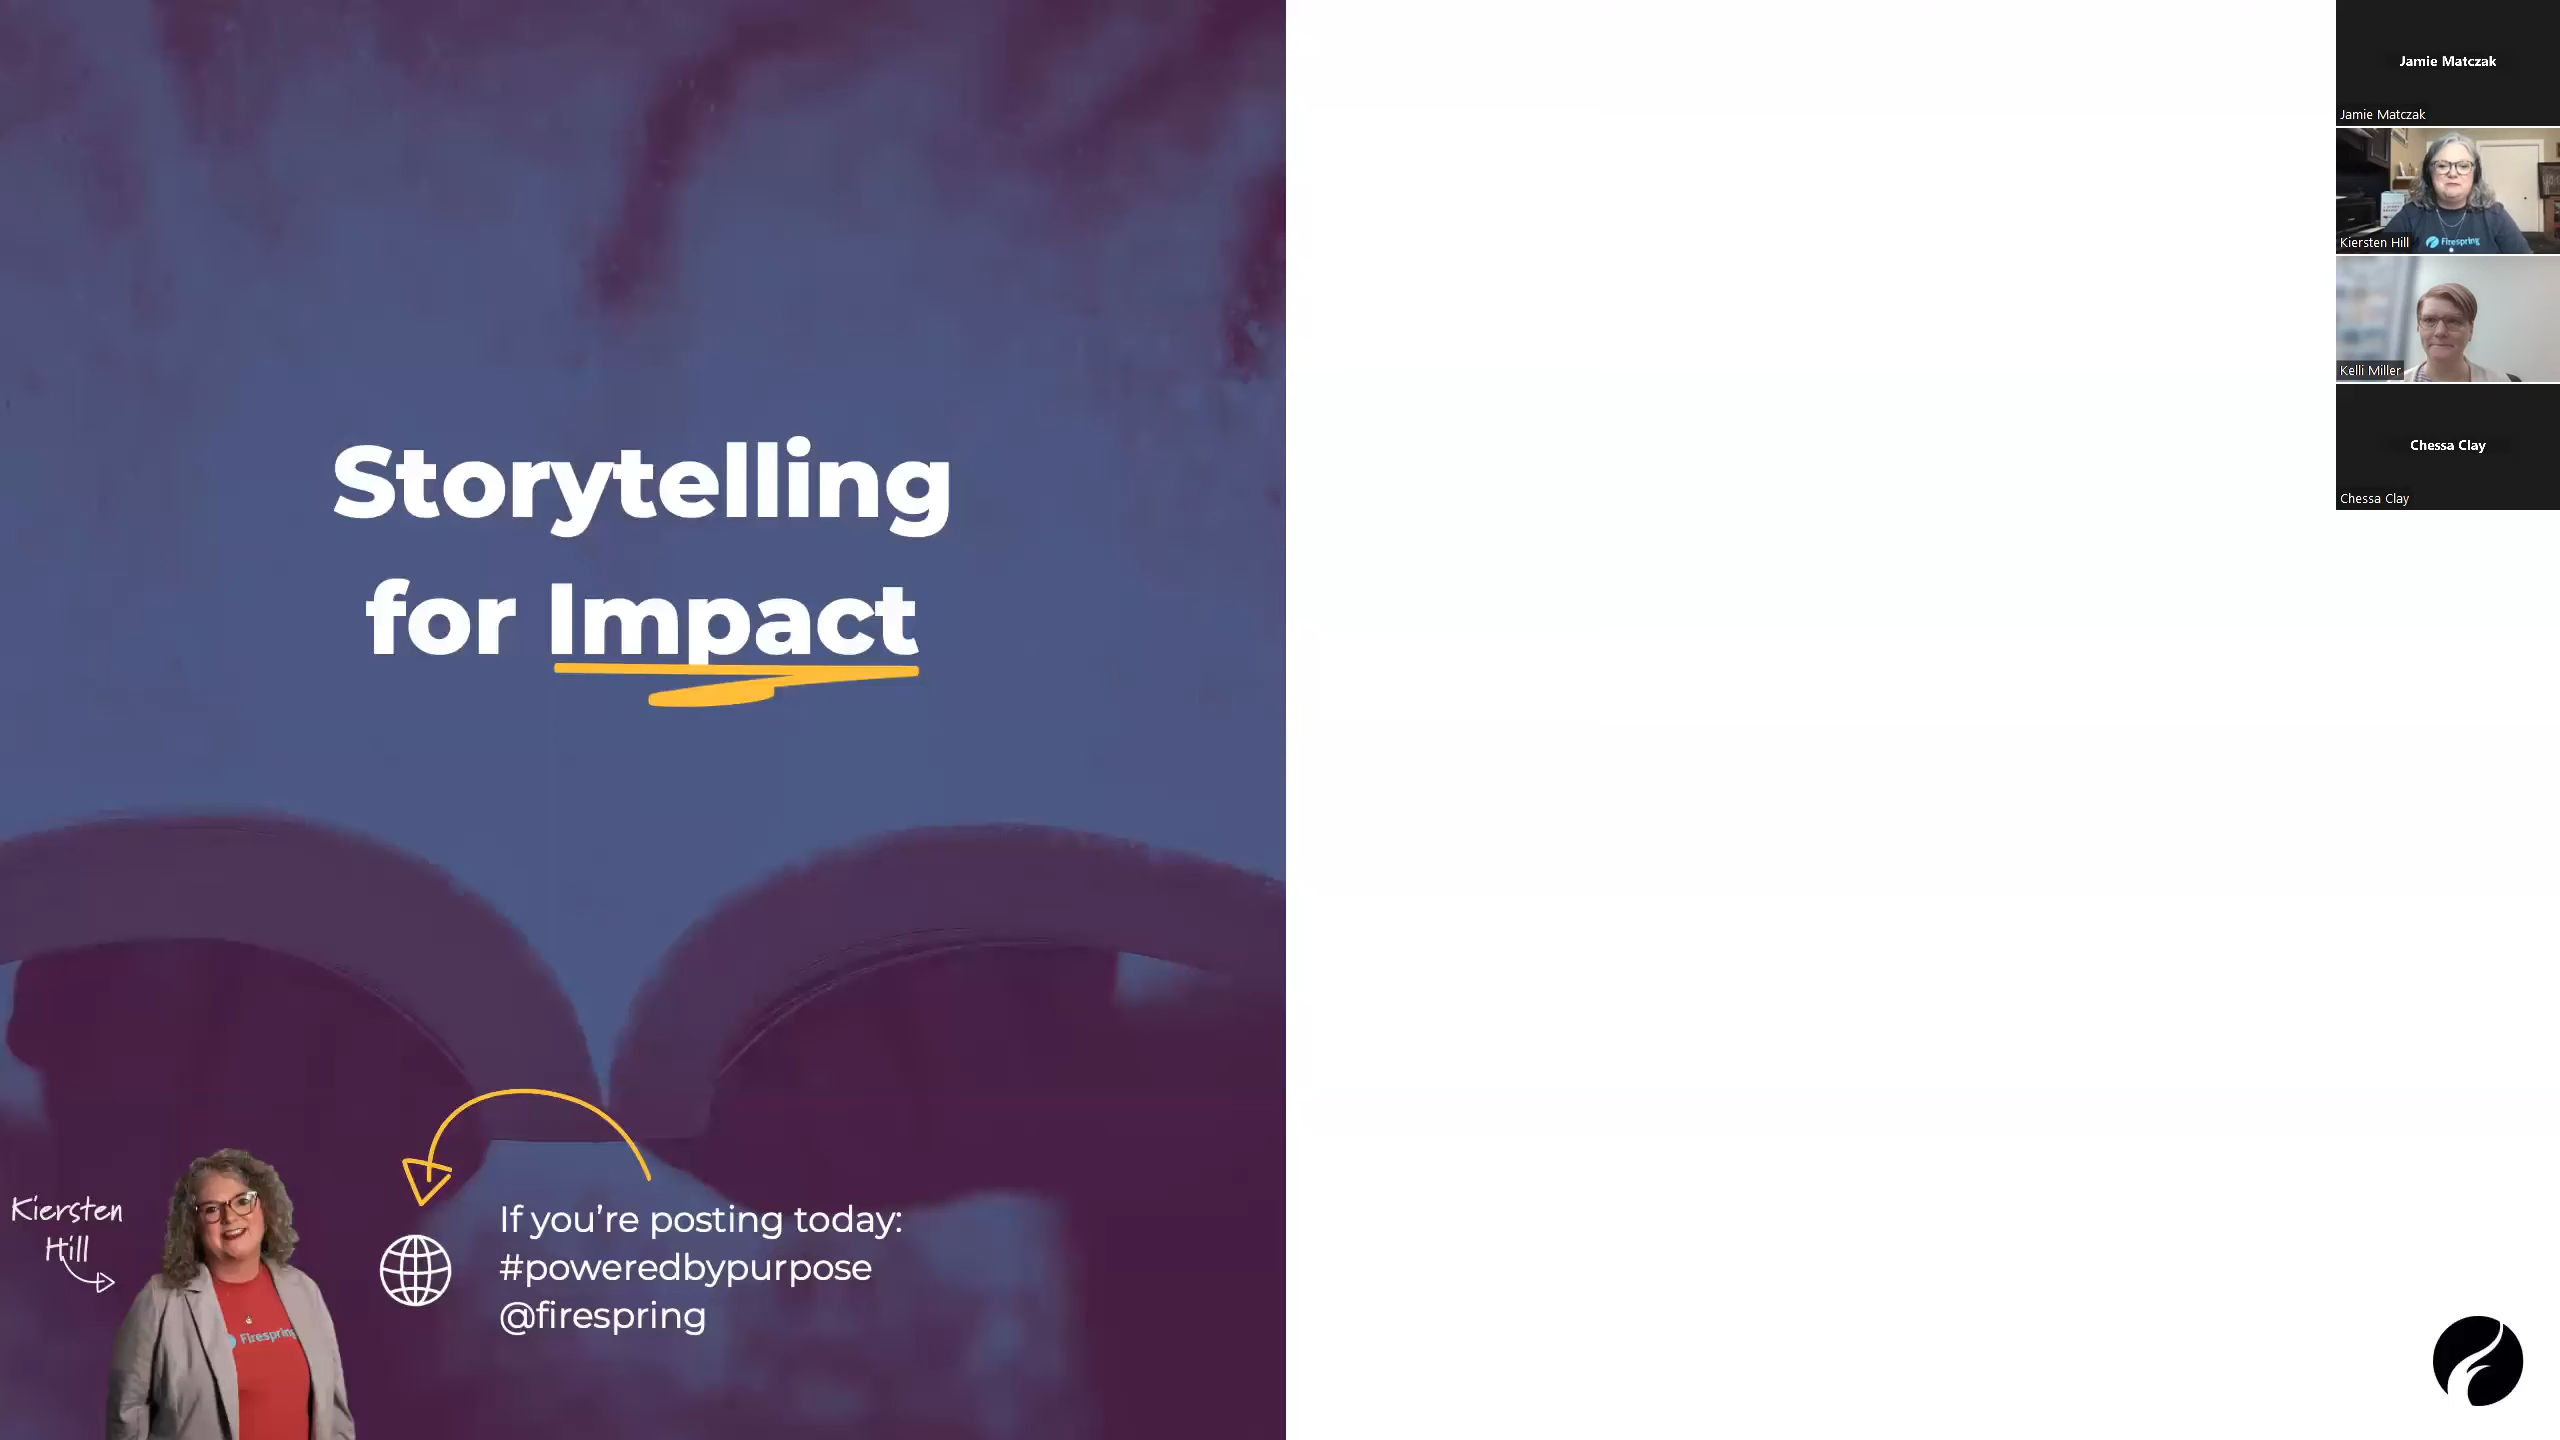 Storytelling
for Impact
Kiersten
Hill
Firespring
If you're posting today:
#poweredbypurpose
@firespring
Jamie Matczak
Jamie Matczak
Firespring
Kiersten Hill
Kelli Miller
Chessa Clay
Chessa Clay